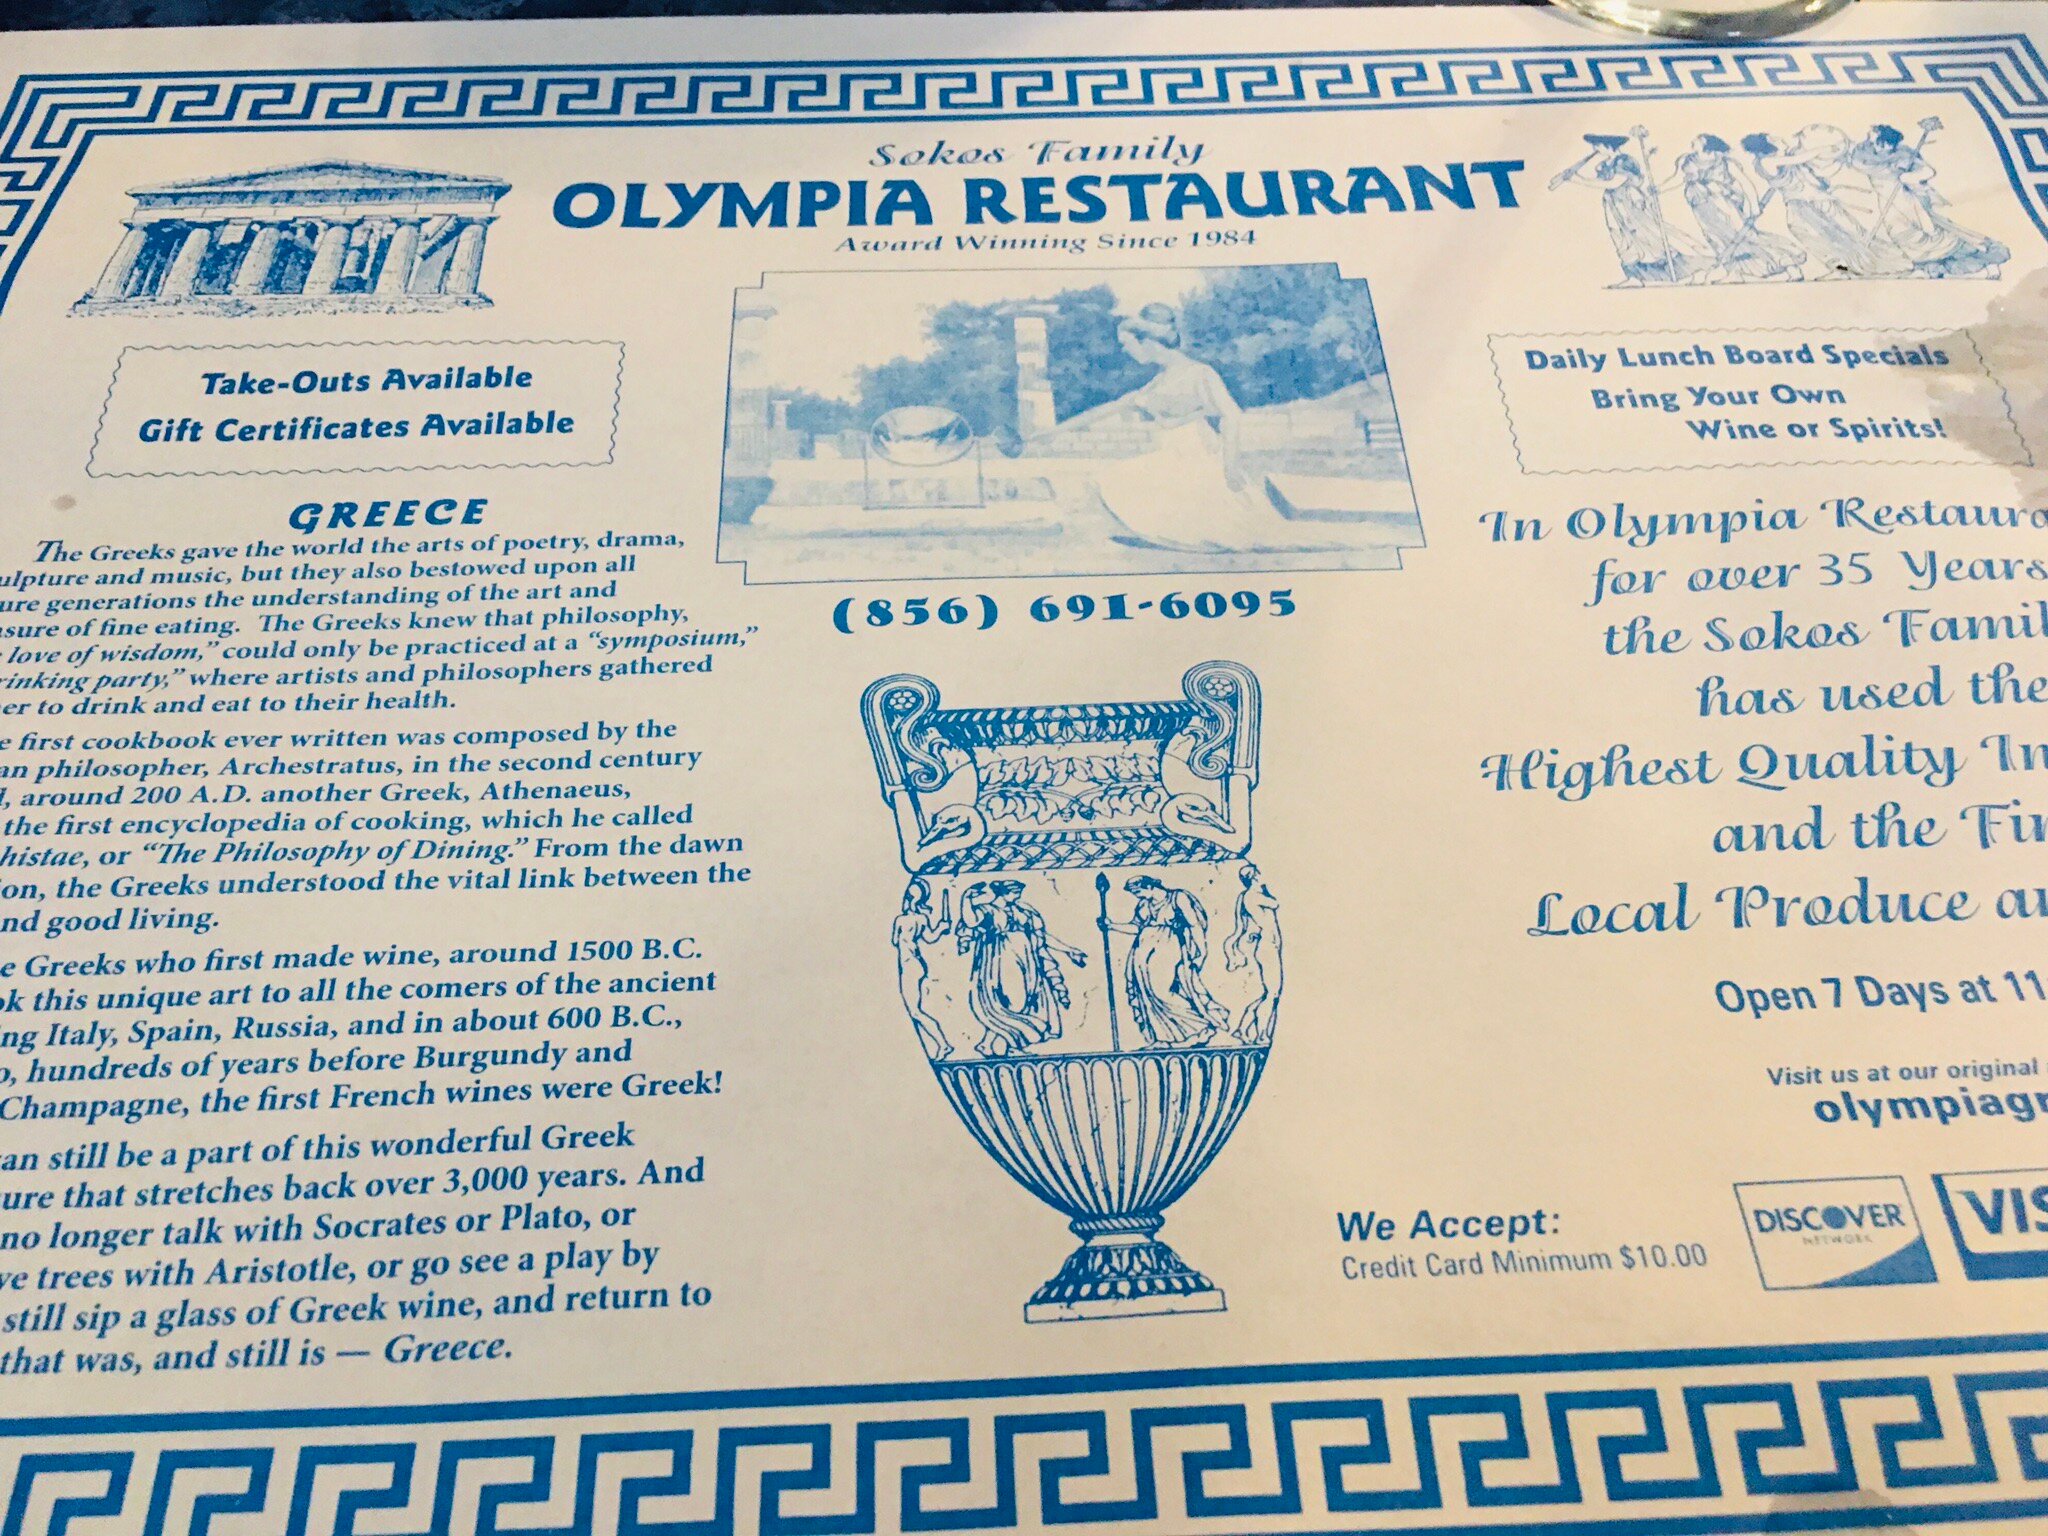 Sokos Family
OLYMPIA RESTAURANT
Award Winning Since 1984
Take-Outs Available
Gift Certificates Available
GREECE
The Greeks gave the world the arts of poetry, drama,
ulpture and music, but they also bestowed upon all
ure generations the understanding of the art and
sure of fine eating. The Greeks knew that philosophy,
love of wisdom," could only be practiced at a "symposium,"
rinking party," where artists and philosophers gathered
er to drink and eat to their health.
e first cookbook ever written was composed by the
an philosopher, Archestratus, in the second century
, around 200 A.D. another Greek, Athenaeus,
the first encyclopedia of cooking, which he called
histae, or "The Philosophy of Dining." From the dawn
ion, the Greeks understood the vital link between the
nd good living.
e Greeks who first made wine, around 1500 B.C.
ok this unique art to all the comers of the ancient
ng Italy, Spain, Russia, and in about 600 B.C.,
o, hundreds of years before Burgundy and
Champagne, the first French wines were Greek!
an still be a part of this wonderful Greek
ure that stretches back over 3,000 years. And
no longer talk with Socrates or Plato, or
ve trees with Aristotle, or go see a play by
still sip a glass of Greek wine, and return to
that was, and still is — Greece.
(856) 691-6095
Daily Lunch Board Specials
Bring Your Own
Wine or Spirits!
In Olympia Restaura
for over 35 Years
the Sokos Famil
has used the
Highest Quality In
and the Fin
Local Produce a
Open 7 Days at 11
Visit us at our original
olympiagr
We Accept:
Credit Card Minimum $10.00
DISCOVER
NETWORK
VIS